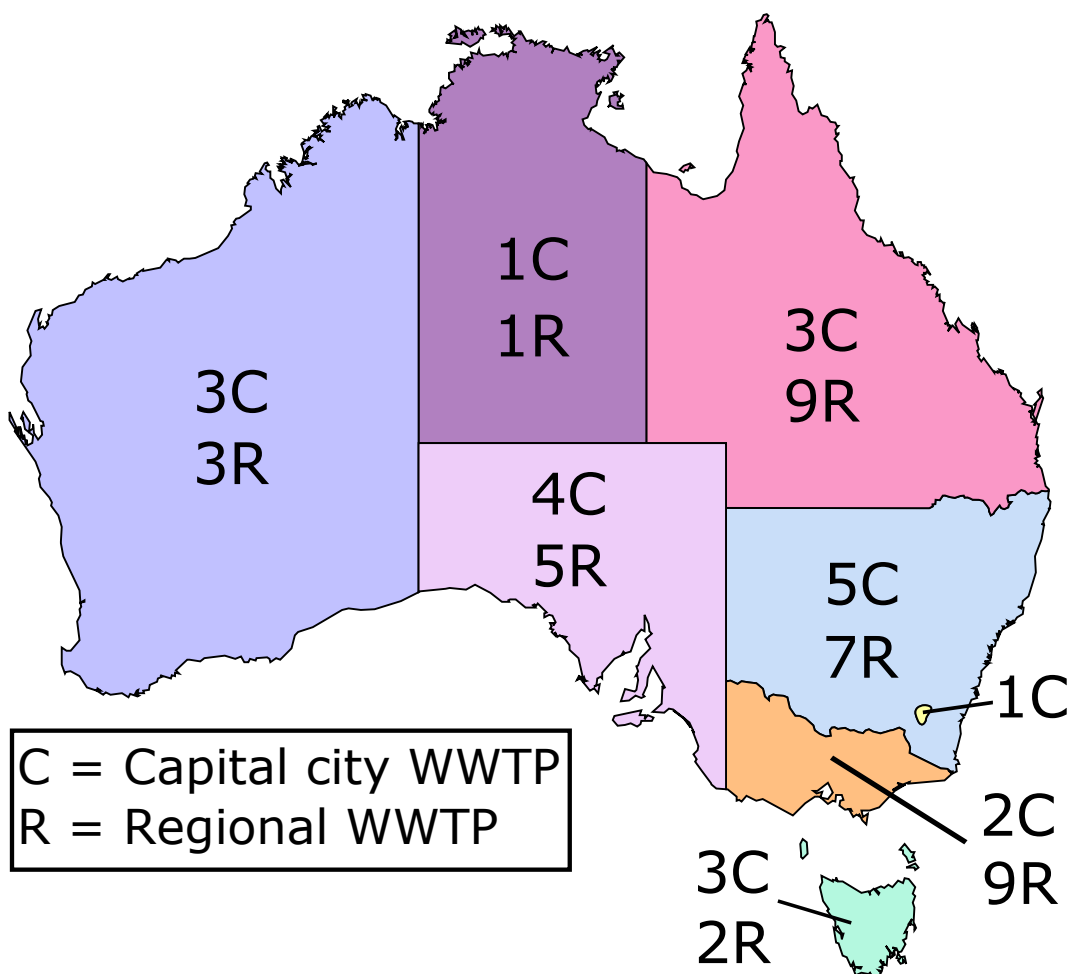 1C
1R
3C
9R
3C
3R
4C
5R
5C
7R
1C
C = Capital city WWTP
R = Regional WWTP
2C
9R
3C
2R